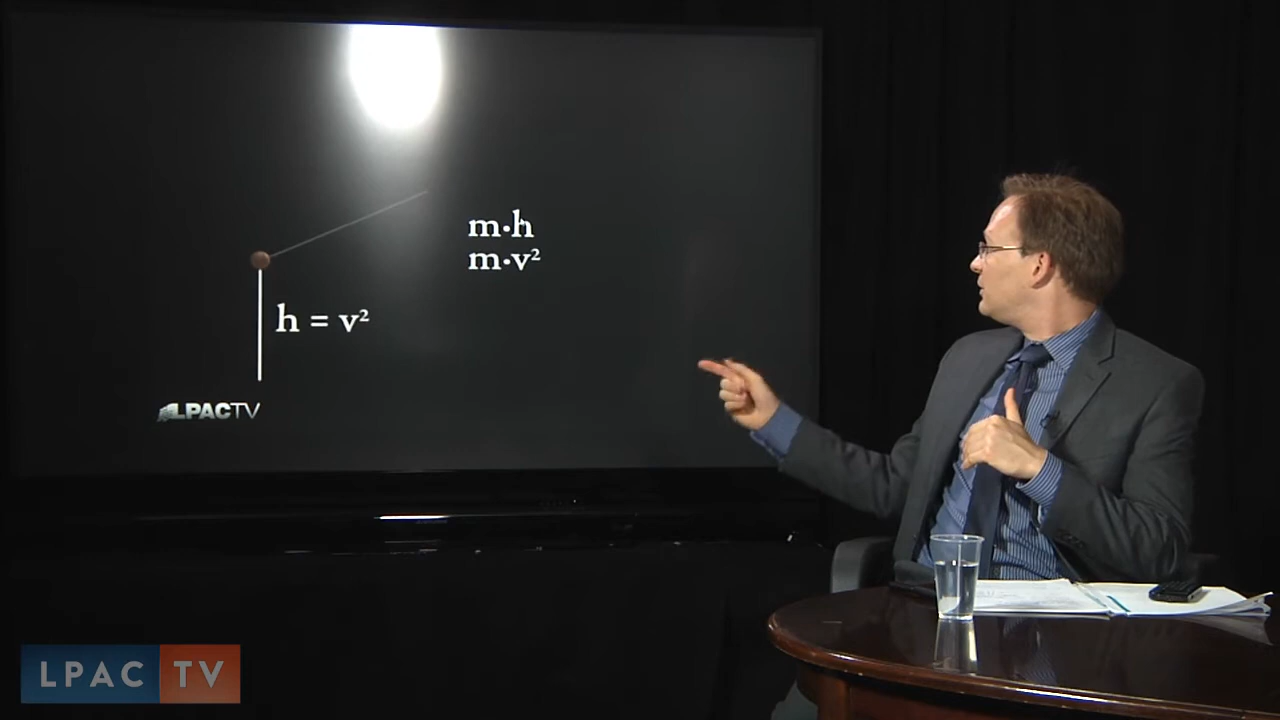 m·h
m·v²
h = v²
LPACTV
LPAC TV